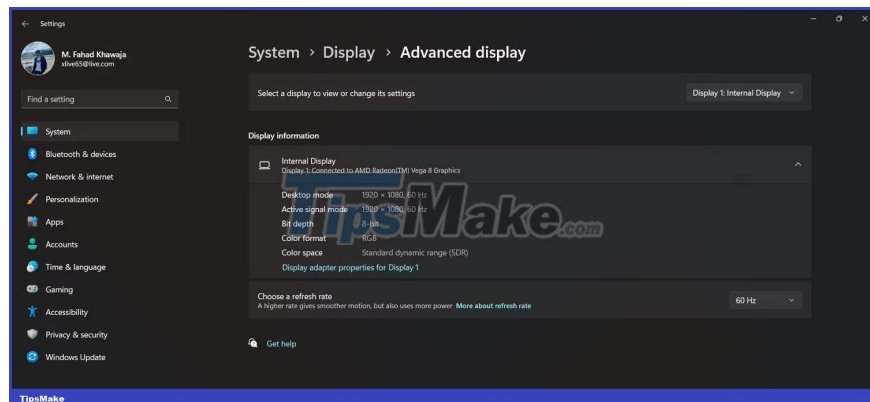 Settings
M. Fahad Khawaja
xlive65@live.com
Find a setting
System
Bluetooth & devices
Network & internet
Personalization
Apps
Accounts
Time & language
Gaming
Accessibility
Privacy & security
Windows Update
System > Display > Advanced display
Select a display to view or change its settings
Display 1: Internal Display
Display information
Internal Display
Display 1: Connected to AMD Radeon(TM) Vega 8 Graphics
Desktop mode 1920 × 1080, 60 Hz
Active signal mode 1920 × 1080, 60 Hz
Bit depth 8-bit
Color format RGB
Color space Standard dynamic range (SDR)
Display adapter properties for Display 1
TipsMake.com
Choose a refresh rate
A higher rate gives smoother motion, but also uses more power More about refresh rate
60 Hz
Get help
TipsMake